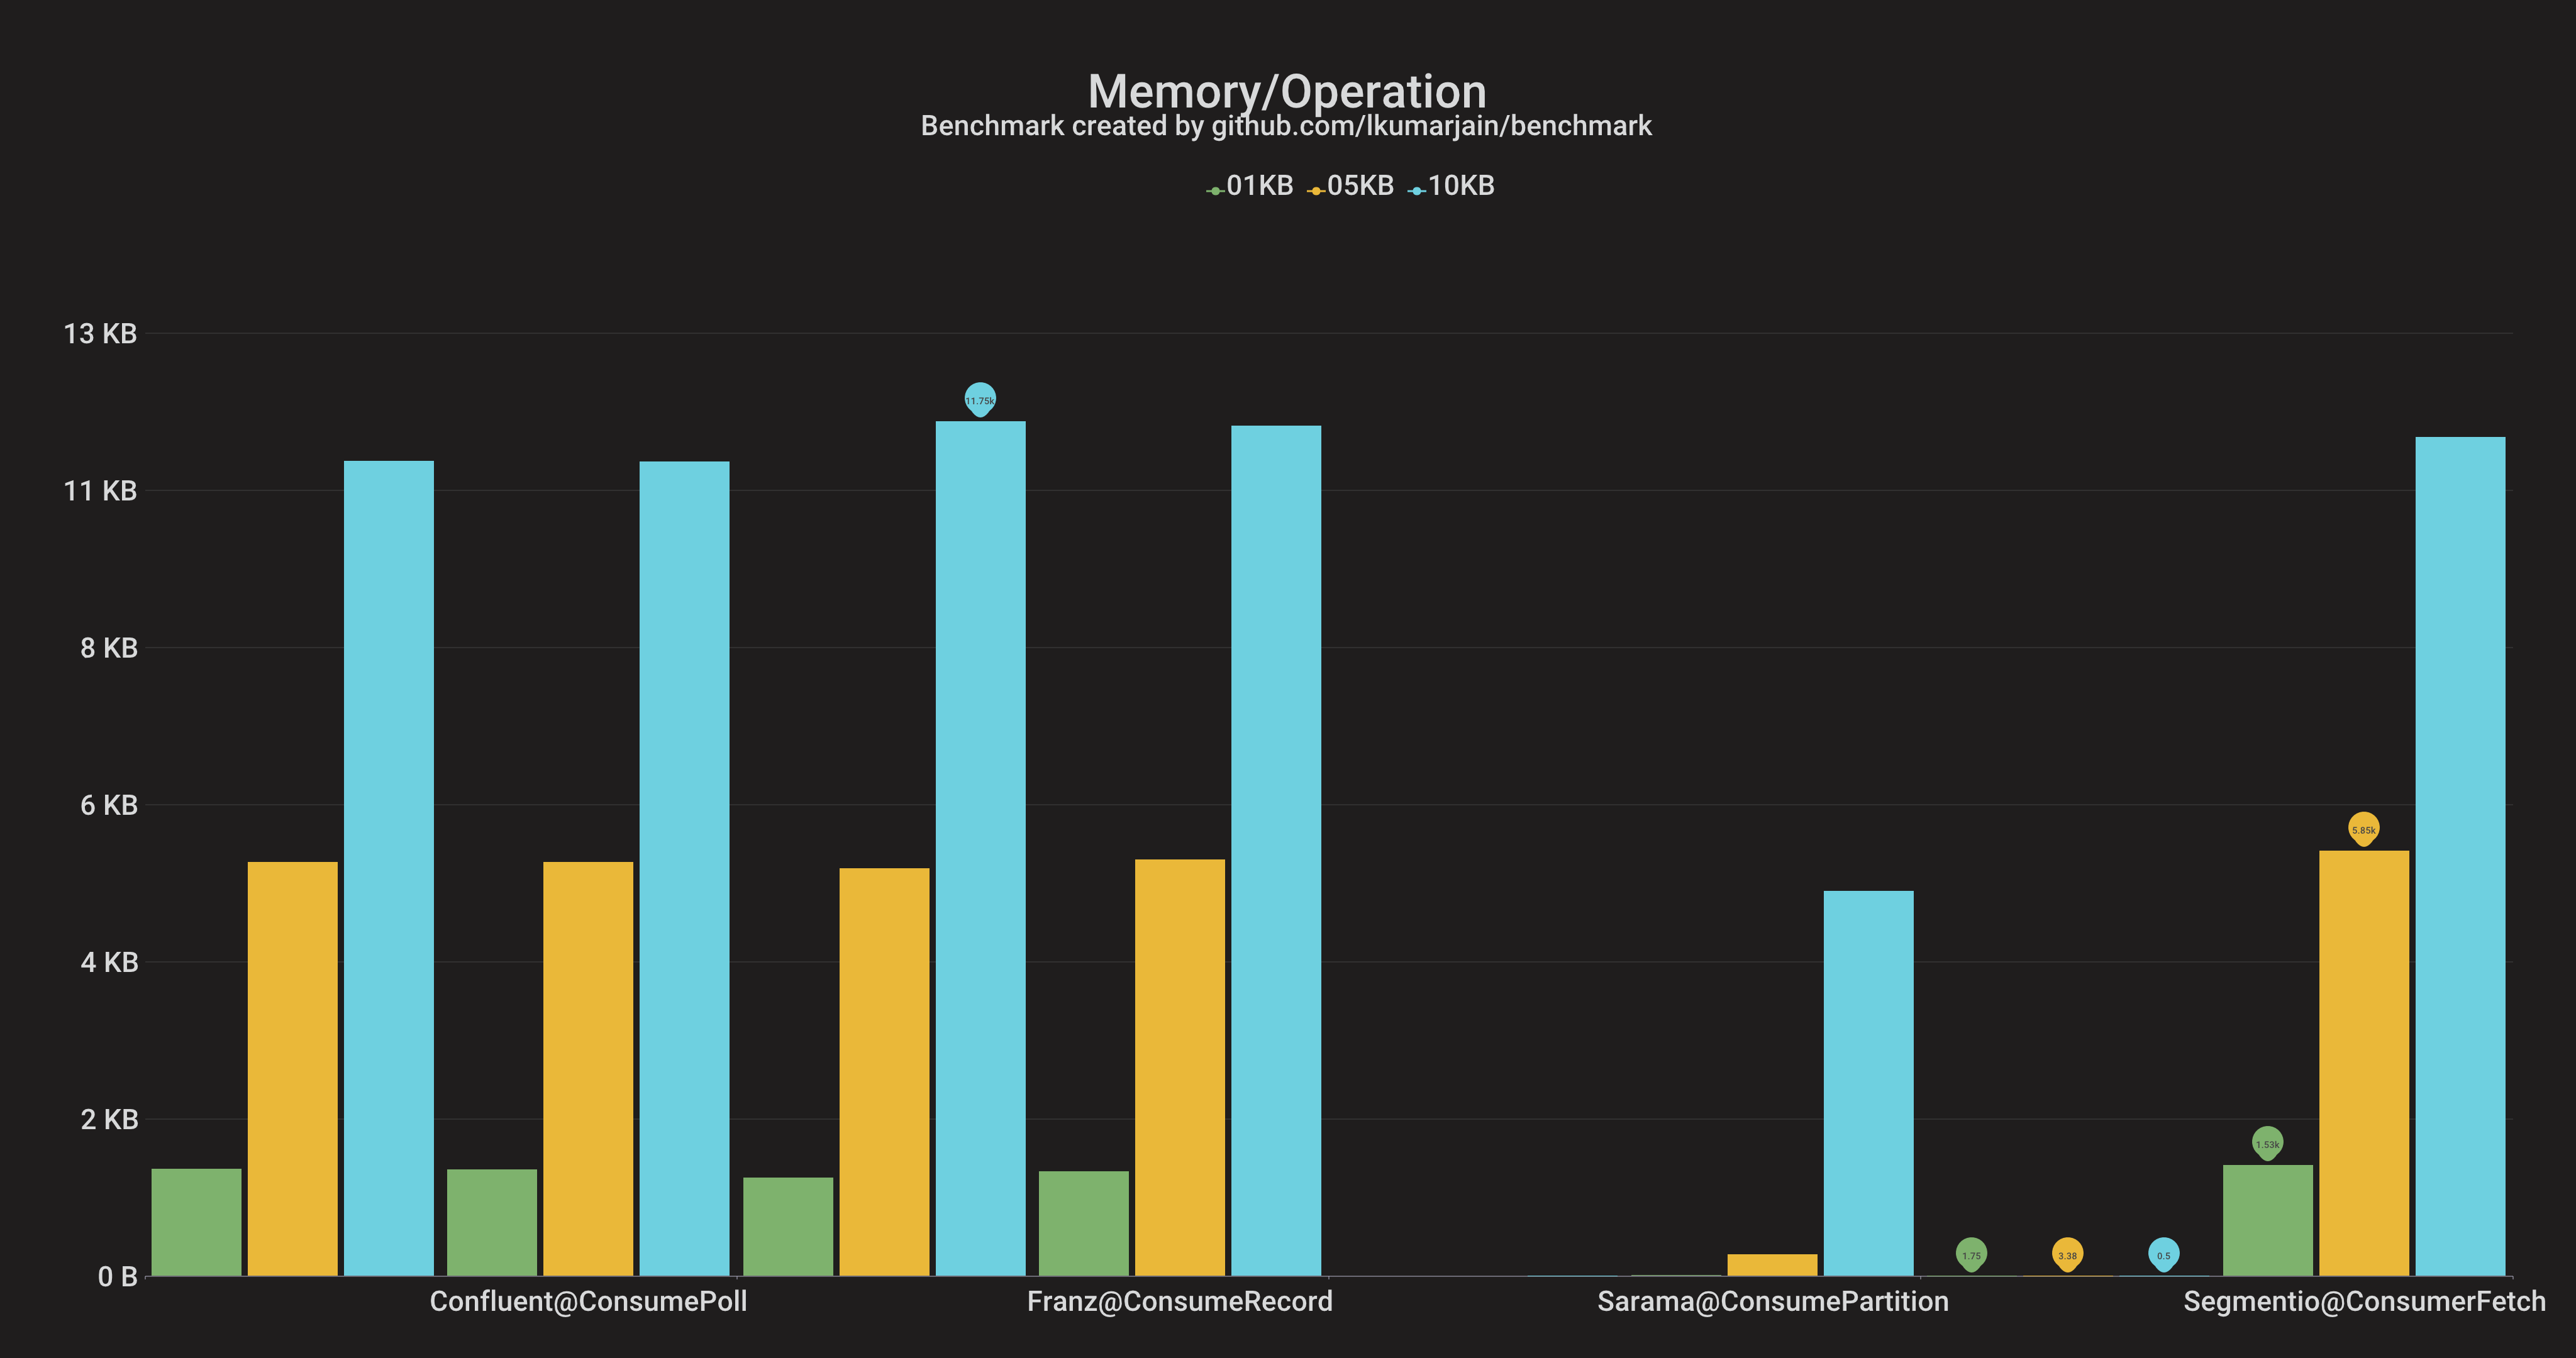 Memory/Operation
Benchmark created by github.com/lkumarjain/benchmark
01KB 05KB 10KB
13 KB
11.75k
11 KB
8 KB
6 KB
5.85k
4 KB
2 KB
1.53k
1.75 3.38 0.5
0 B
Confluent@ConsumePoll Franz@ConsumeRecord Sarama@ConsumePartition Segmentio@ConsumerFetch